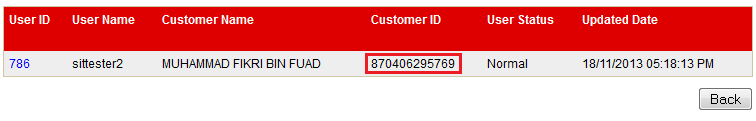 User ID User Name Customer Name Customer ID User Status Updated Date
786 sittester2 MUHAMMAD FIKRI BIN FUAD 870406295769 Normal 18/11/2013 05:18:13 PM
Back